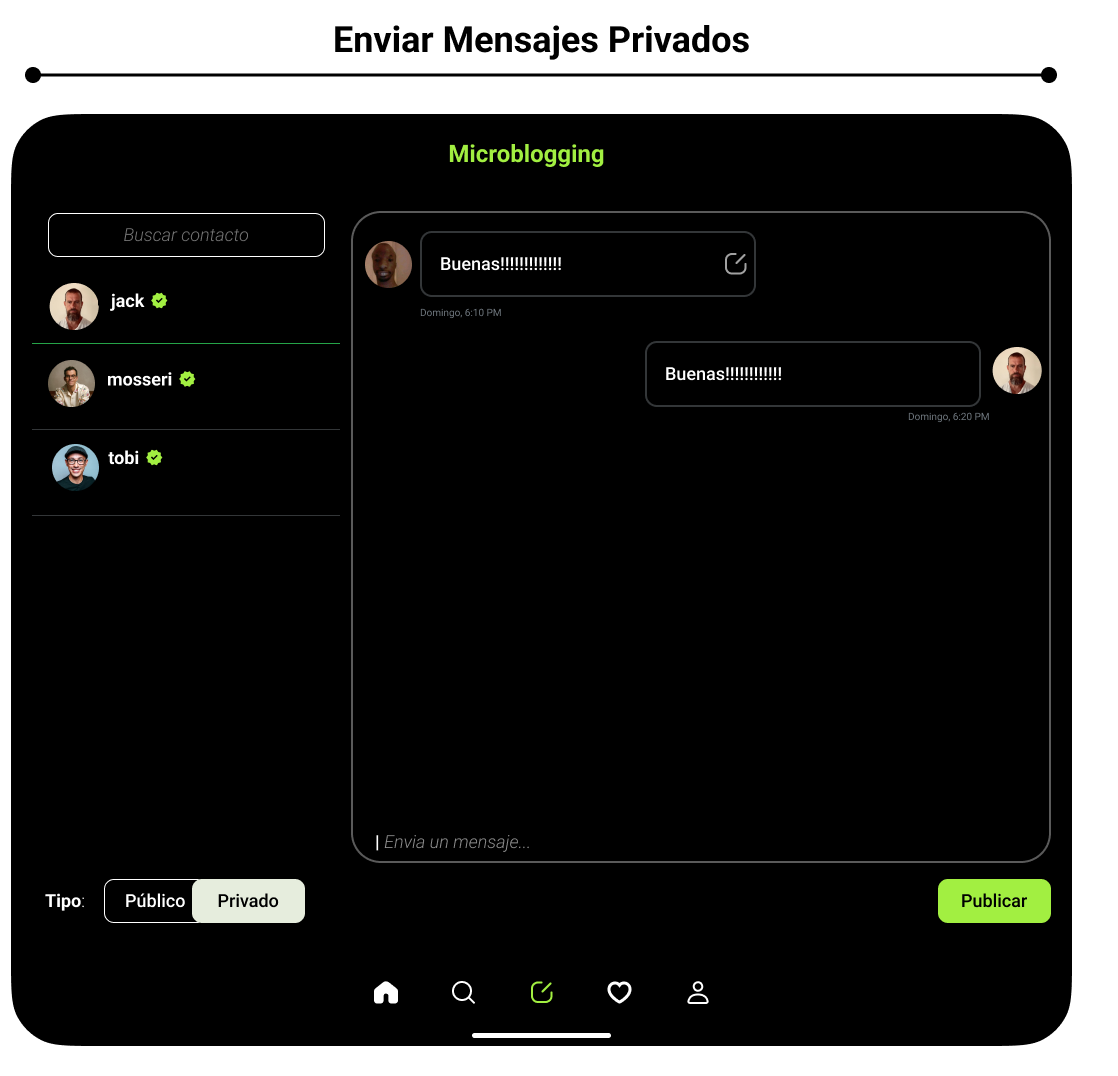 Enviar Mensajes Privados
Microblogging
Buscar contacto
jack
mosseri
tobi
Buenas!!!!!!!!!!!!!
Domingo, 6:10 PM
Buenas!!!!!!!!!!!!
Domingo, 6:20 PM
| Envia un mensaje...
Tipo: Público Privado
Publicar